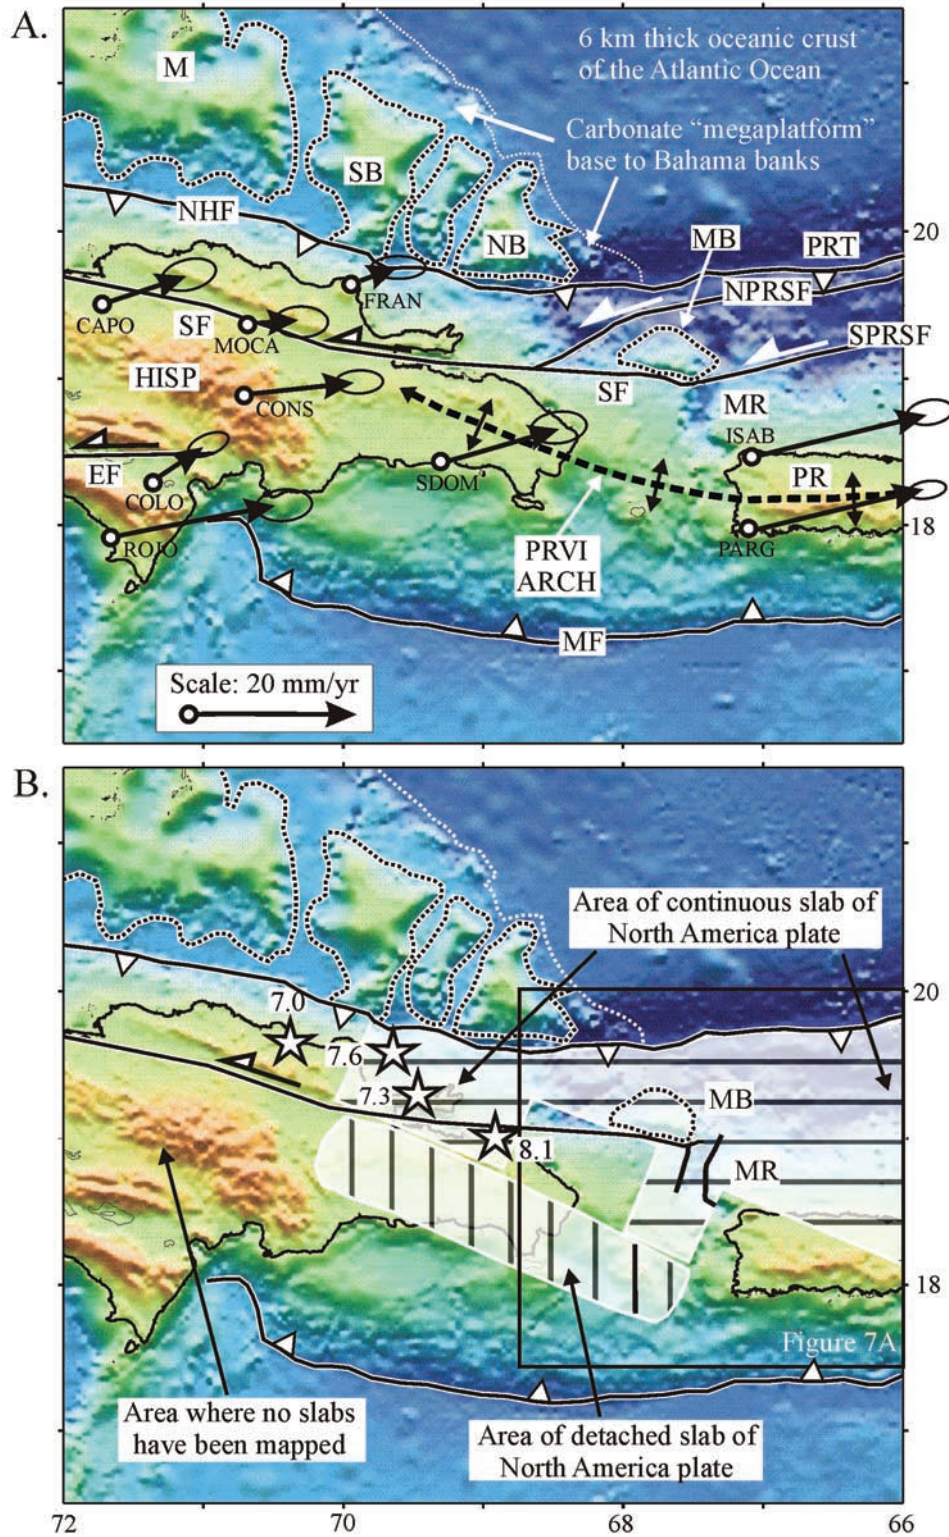 A.
M
6 km thick oceanic crust
of the Atlantic Ocean
Carbonate "megaplatform"
base to Bahama banks
SB
NHF
NB
MB
20
PRT
NPRSF
FRAN
CAPO
SF
MOCA
SPRSF
HISP
SF
CONS
MR
ISAB
EF
COLO
SDOM
PR
18
ROJO
PARG
PRVI
ARCH
MF
Scale: 20 mm/yr
B.
Area of continuous slab of
North America plate
20
7.0
7.6
7.3
MB
8.1
MR
18
Figure 7A
Area where no slabs
have been mapped
Area of detached slab of
North America plate
72
70
68
66